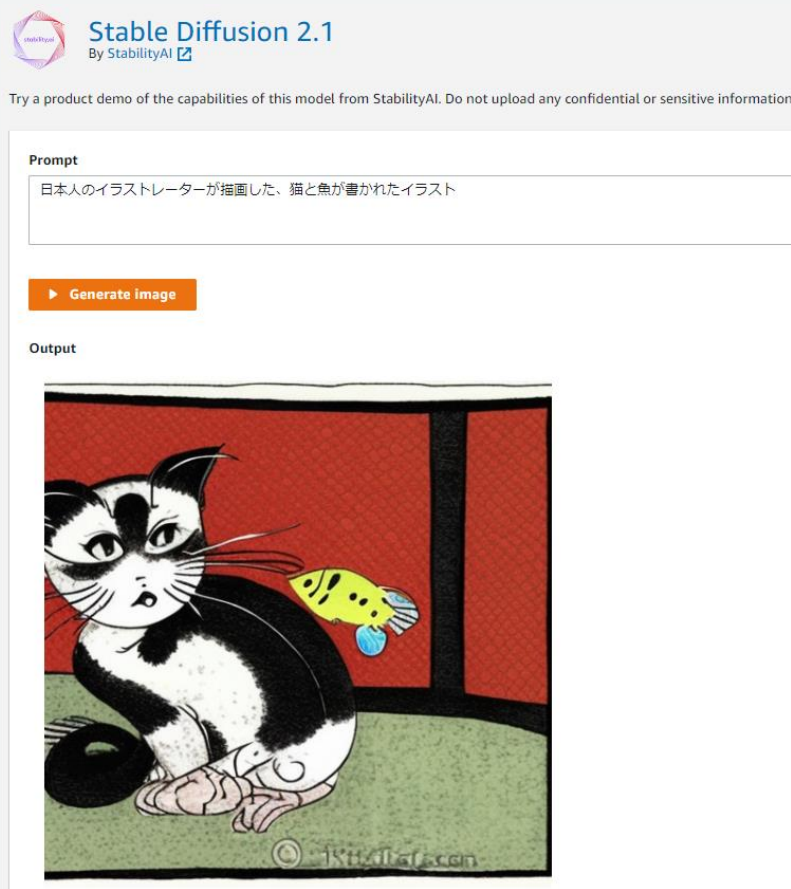 stability.ai
Stable Diffusion 2.1
By StabilityAI
Try a product demo of the capabilities of this model from StabilityAI. Do not upload any confidential or sensitive information
Prompt
日本人のイラストレーターが描画した、猫と魚が書かれたイラスト
Generate image
Output
©